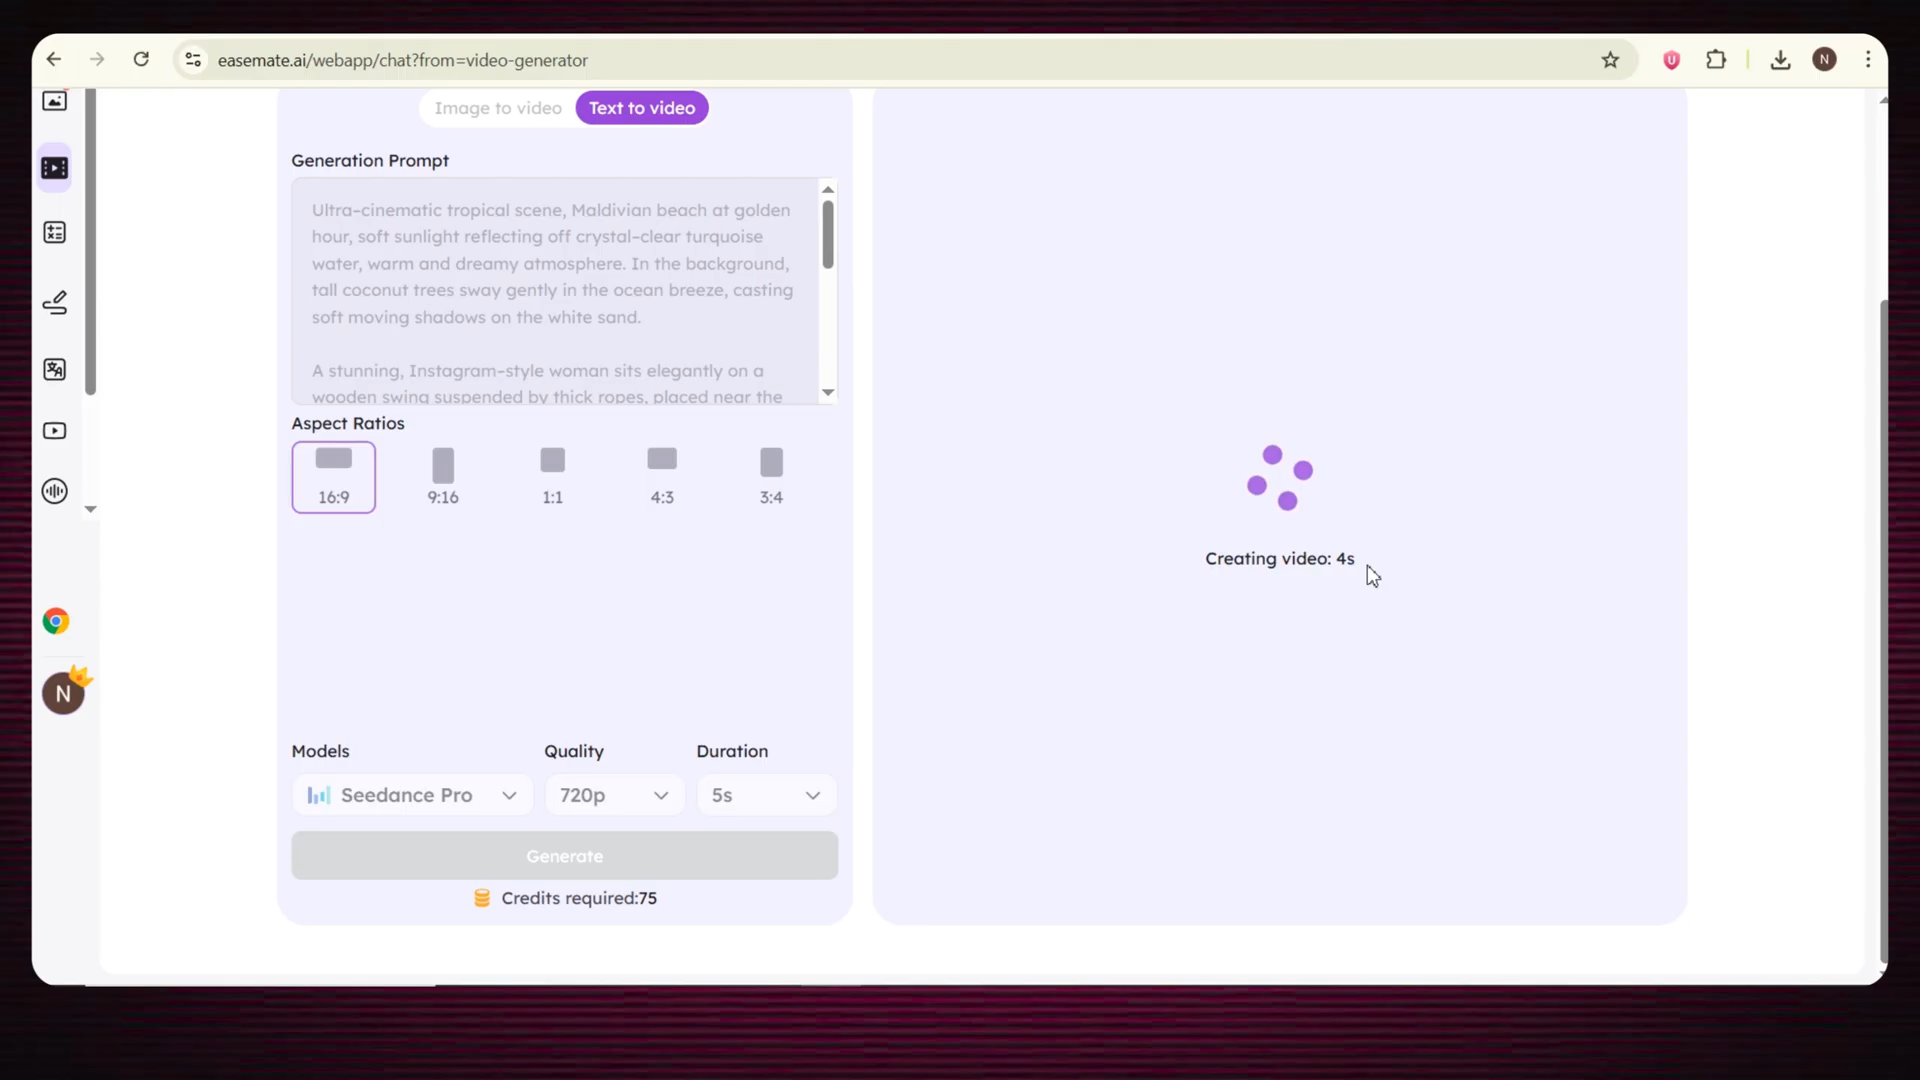 easemate.ai/webapp/chat?from=video-generator
N
Image to video
Text to video
Generation Prompt
Ultra-cinematic tropical scene, Maldivian beach at golden
hour, soft sunlight reflecting off crystal-clear turquoise
water, warm and dreamy atmosphere. In the background,
tall coconut trees sway gently in the ocean breeze, casting
soft moving shadows on the white sand.
A stunning, Instagram-style woman sits elegantly on a
wooden swing suspended by thick ropes, placed near the
Aspect Ratios
16:9
9:16
1:1
4:3
3:4
Creating video: 4s
N
Models
Quality
Duration
Seedance Pro
720p
5s
Generate
Credits required:75